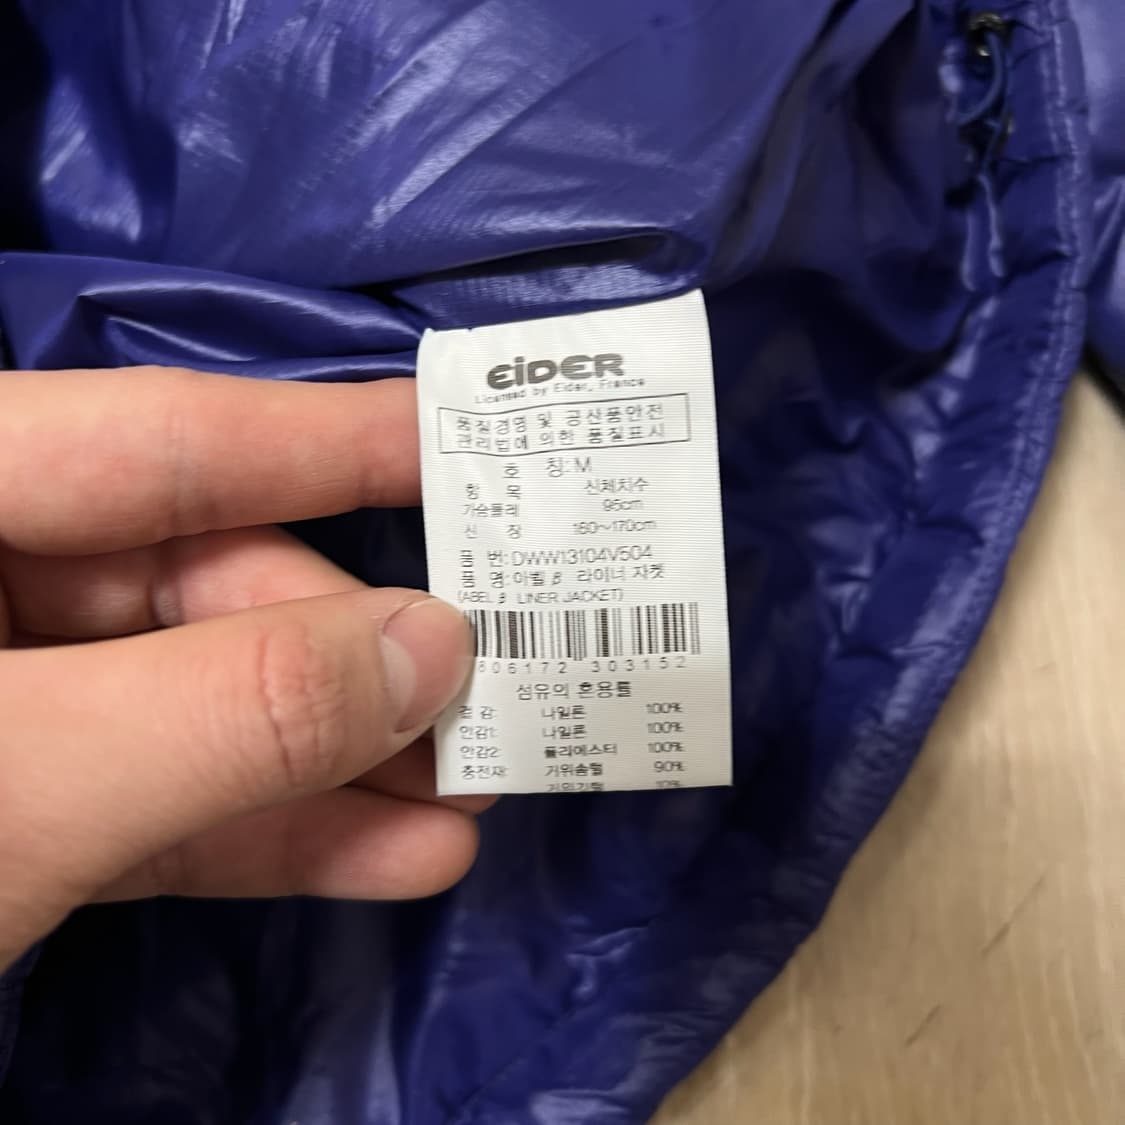 EiDER
Licensed by Eider, France
품질경영 및 공산품안전
관리법에 의한 품질표시
호 칭:M
항 목 신체치수
가슴둘레 95cm
신 장 160~170cm
품 번:DWW13104V504
품 명:아벨 β 라이너 자켓
(ABEL β LINER JACKET)
806172 303152
섬유의 혼용률
겉 감: 나일론 100%
안감1: 나일론 100%
안감2: 폴리에스터 100%
충전재: 거위솜털 90%
거위깃털 10%